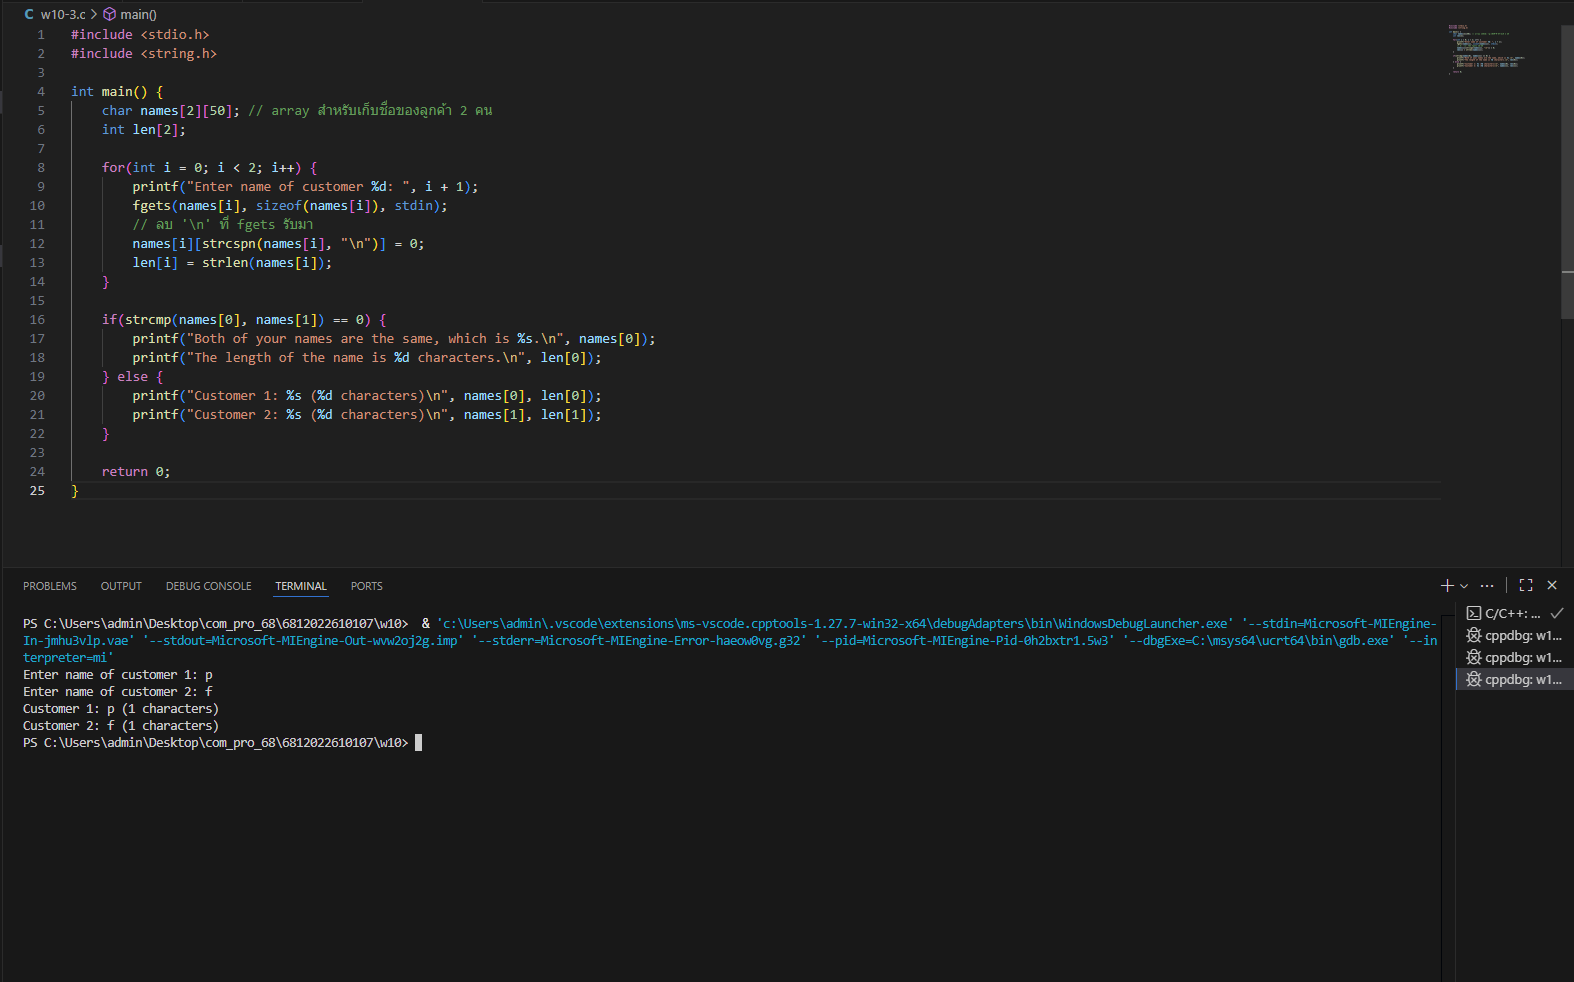 w10-3.c > main()
1 #include <stdio.h>
2 #include <string.h>
3
4 int main() {
5 char names[2][50]; // array สำหรับเก็บชื่อของลูกค้า 2 คน
6 int len[2];
7
8 for(int i = 0; i < 2; i++) {
9 printf("Enter name of customer %d: ", i + 1);
10 fgets(names[i], sizeof(names[i]), stdin);
11 // ลบ '\n' ที่ fgets รับมา
12 names[i][strcspn(names[i], "\n")] = 0;
13 len[i] = strlen(names[i]);
14 }
15
16 if(strcmp(names[0], names[1]) == 0) {
17 printf("Both of your names are the same, which is %s.\n", names[0]);
18 printf("The length of the name is %d characters.\n", len[0]);
19 } else {
20 printf("Customer 1: %s (%d characters)\n", names[0], len[0]);
21 printf("Customer 2: %s (%d characters)\n", names[1], len[1]);
22 }
23
24 return 0;
25 }
PROBLEMS OUTPUT DEBUG CONSOLE TERMINAL PORTS
PS C:\Users\admin\Desktop\com_pro_68\6812022610107\w10> & 'c:\Users\admin\.vscode\extensions\ms-vscode.cpptools-1.27.7-win32-x64\debugAdapters\bin\WindowsDebugLauncher.exe' '--stdin=Microsoft-MIEngine-
In-jmhu3vlp.vae' '--stdout=Microsoft-MIEngine-Out-wvw2oj2g.imp' '--stderr=Microsoft-MIEngine-Error-haeow0vg.g32' '--pid=Microsoft-MIEngine-Pid-0h2bxtr1.5w3' '--dbgExe=C:\msys64\ucrt64\bin\gdb.exe' '--in
terpreter=mi'
Enter name of customer 1: p
Enter name of customer 2: f
Customer 1: p (1 characters)
Customer 2: f (1 characters)
PS C:\Users\admin\Desktop\com_pro_68\6812022610107\w10>
C/C++: ...
cppdbg: w1...
cppdbg: w1...
cppdbg: w1...